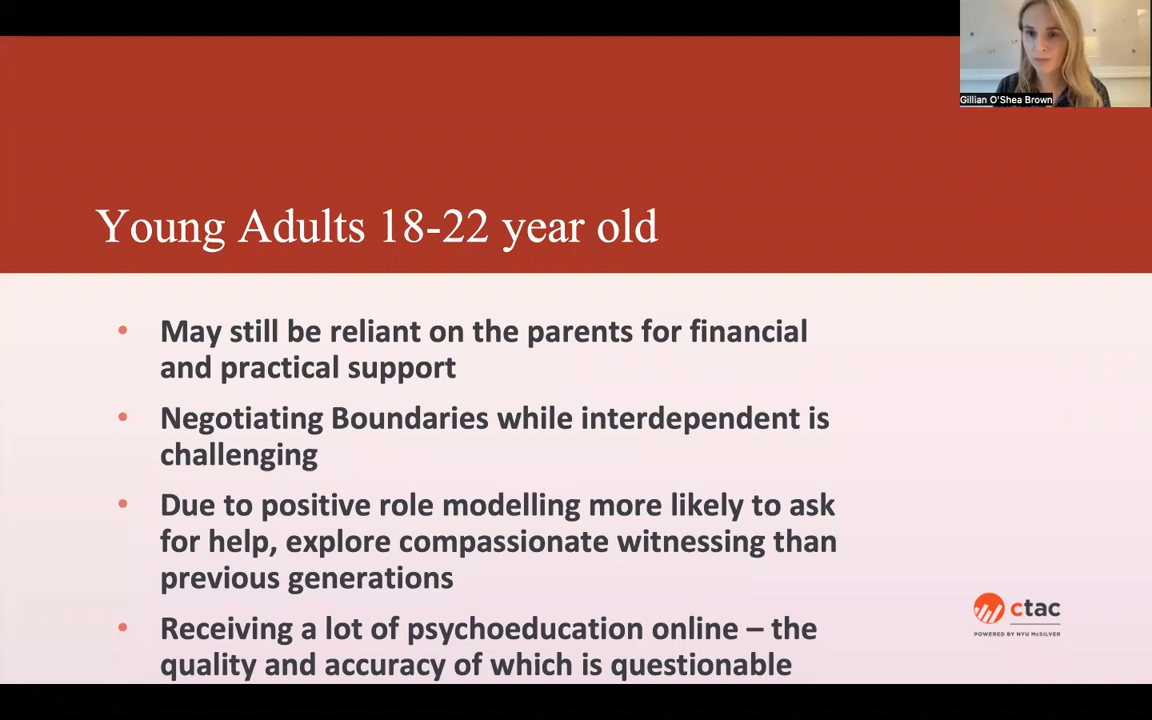 Gillian O'Shea Brown
Young Adults 18-22 year old
• May still be reliant on the parents for financial
and practical support
• Negotiating Boundaries while interdependent is
challenging
• Due to positive role modelling more likely to ask
for help, explore compassionate witnessing than
previous generations
• Receiving a lot of psychoeducation online – the
quality and accuracy of which is questionable
ctac
POWERED BY NYU McSILVER